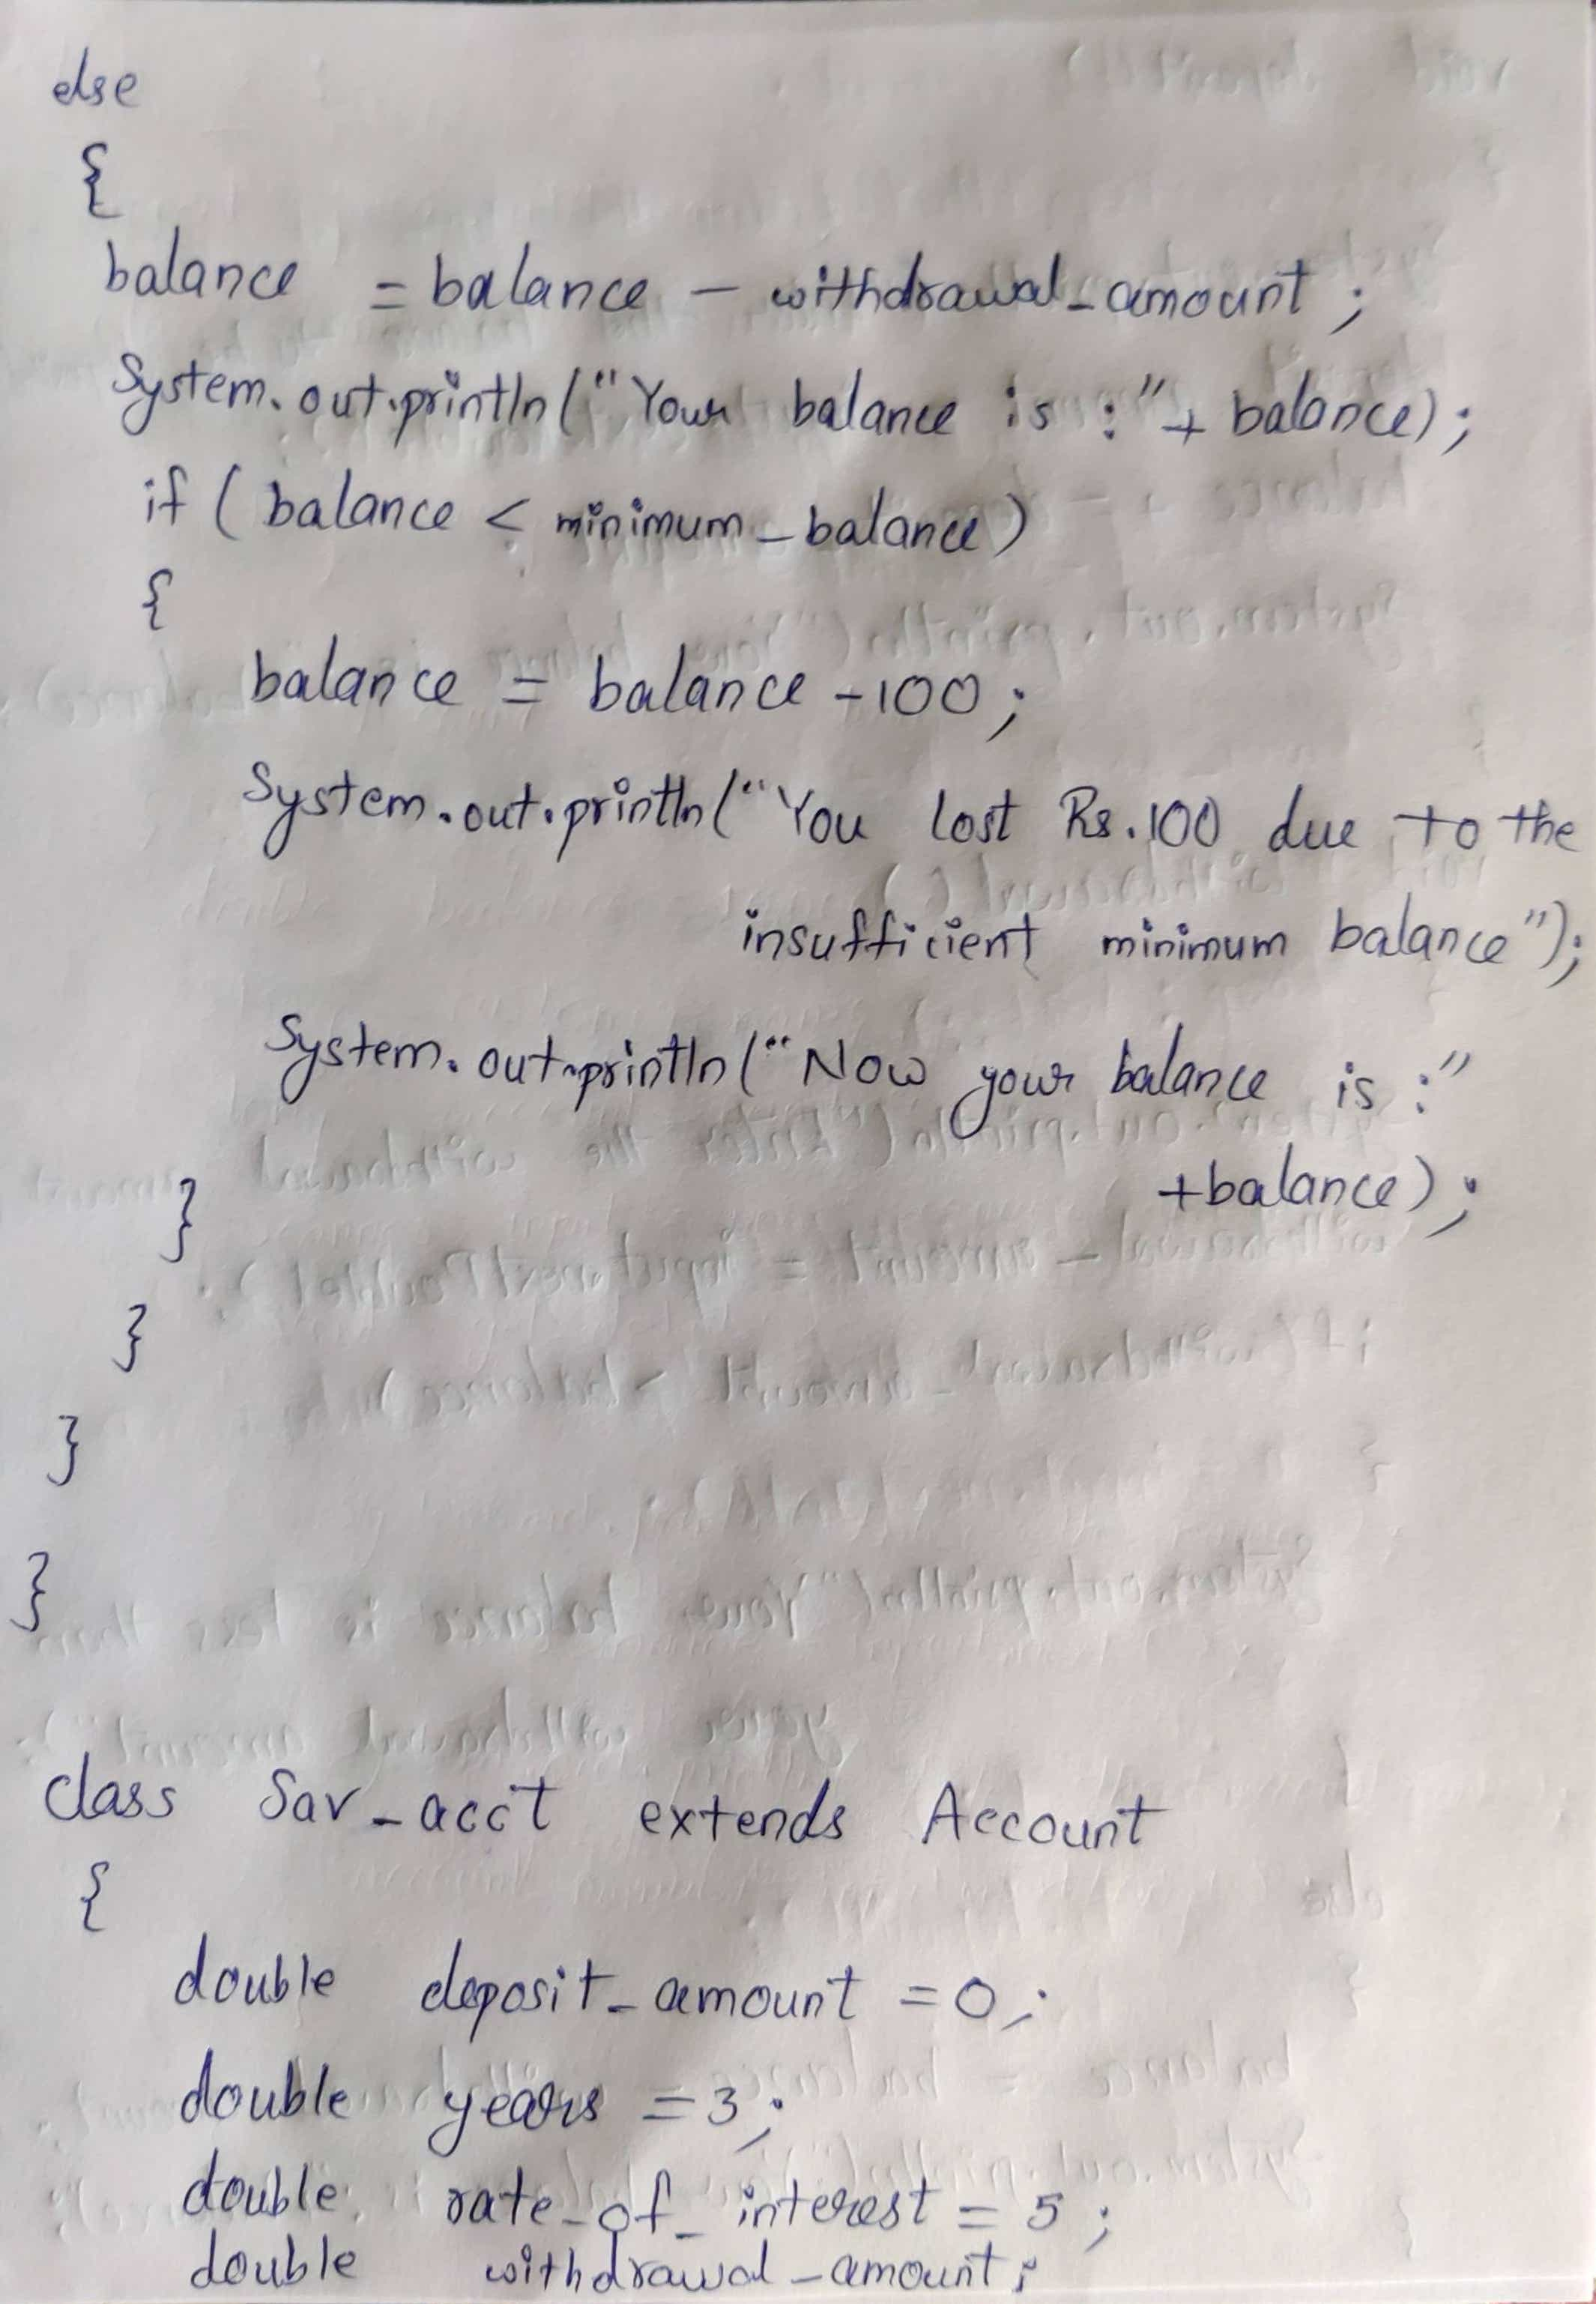 else
{
balance = balance - withdrawal_amount ;
System.out.println("Your balance is :"+ balance);
if ( balance < minimum_balance)
{
balance = balance -100 ;
System.out.println("You lost Rs.100 due to the
insufficient minimum balance");
System.out.println("Now your balance is :"
+balance);
}
}
}
}
class Sav_acct extends Account
{
double deposit_amount =0;
double years =3;
double rate_of_interest = 5 ;
double withdrawal_amount;